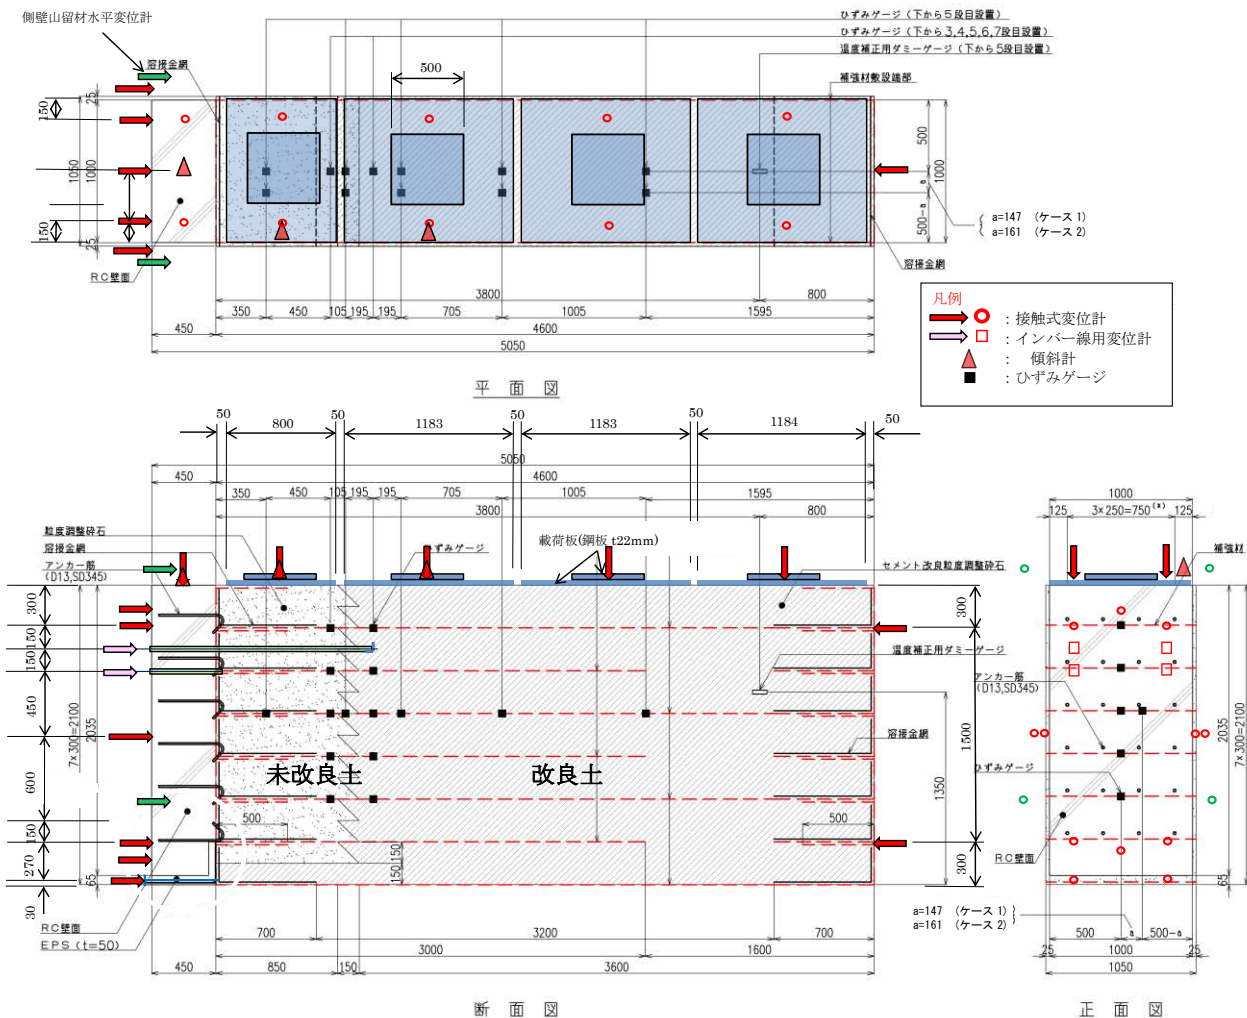 側壁山留材水平変位計
溶接金網
ひずみゲージ（下から5段目設置）
ひずみゲージ（下から3,4,5,6,7段目設置）
温度補正用ダミーゲージ（下から5段目設置）
補強材敷設端部
500
25
150
1050
1000
150
25
500
1000
a
500-a
a=147 （ケース 1）
a=161 （ケース 2）
RC壁面
溶接金網
3800
800
350
450
105
195
195
705
1005
1595
450
4600
5050
凡例
：接触式変位計
：インバー線用変位計
： 傾斜計
：ひずみゲージ
平 面 図
50
800
50
1183
50
1183
50
1184
50
5050
450
4600
350
450
105
195
195
705
1005
1595
3800
800
粒度調整砕石
溶接金網
アンカー筋
(D13,SD345)
ひずみゲージ
載荷板(鋼板 t22mm)
セメント改良粒度調整砕石
温度補正用ダミーゲージ
溶接金網
300
150
150
450
600
150
270
30
7×300=2100
2035
65
未改良土
改良土
500
500
150
150
300
1500
1350
300
RC壁面
EPS (t=50)
700
3200
700
3000
1600
450
850
150
3600
断 面 図
1000
125
3×250=750
125
補強材
アンカー筋
(D13,SD345)
ひずみゲージ
RC壁面
2035
7×300=2100
65
a=147 （ケース 1）
a=161 （ケース 2）
500
a
500-a
25
1000
25
1050
正 面 図